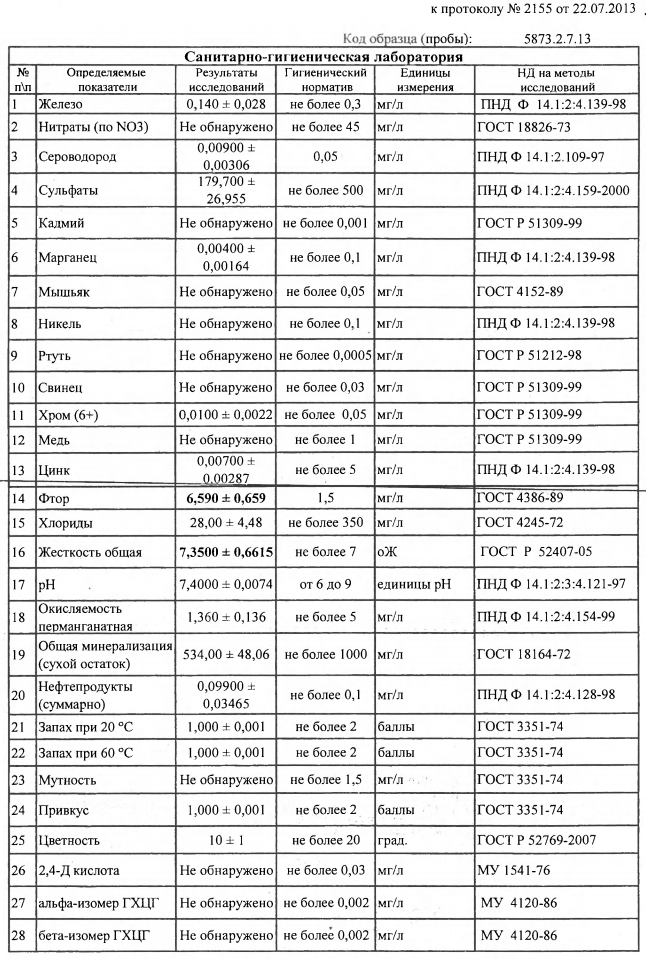 к протоколу № 2155 от 22.07.2013
Код образца (пробы): 5873.2.7.13
Санитарно-гигиеническая лаборатория
№ п\п Определяемые показатели Результаты исследований Гигиенический норматив Единицы измерения НД на методы исследований
1 Железо 0,140 ± 0,028 не более 0,3 мг/л ПНД Ф 14.1:2:4.139-98
2 Нитраты (по NO3) Не обнаружено не более 45 мг/л ГОСТ 18826-73
3 Сероводород 0,00900 ± 0,00306 0,05 мг/л ПНД Ф 14.1:2.109-97
4 Сульфаты 179,700 ± 26,955 не более 500 мг/л ПНД Ф 14.1:2:4.159-2000
5 Кадмий Не обнаружено не более 0,001 мг/л ГОСТ Р 51309-99
6 Марганец 0,00400 ± 0,00164 не более 0,1 мг/л ПНД Ф 14.1:2:4.139-98
7 Мышьяк Не обнаружено не более 0,05 мг/л ГОСТ 4152-89
8 Никель Не обнаружено не более 0,1 мг/л ПНД Ф 14.1:2:4.139-98
9 Ртуть Не обнаружено не более 0,0005 мг/л ГОСТ Р 51212-98
10 Свинец Не обнаружено не более 0,03 мг/л ГОСТ Р 51309-99
11 Хром (6+) 0,0100 ± 0,0022 не более 0,05 мг/л ГОСТ Р 51309-99
12 Медь Не обнаружено не более 1 мг/л ГОСТ Р 51309-99
13 Цинк 0,00700 ± 0,00287 не более 5 мг/л ПНД Ф 14.1:2:4.139-98
14 Фтор 6,590 ± 0,659 1,5 мг/л ГОСТ 4386-89
15 Хлориды 28,00 ± 4,48 не более 350 мг/л ГОСТ 4245-72
16 Жесткость общая 7,3500 ± 0,6615 не более 7 оЖ ГОСТ Р 52407-05
17 pH 7,4000 ± 0,0074 от 6 до 9 единицы pH ПНД Ф 14.1:2:3:4.121-97
18 Окисляемость перманганатная 1,360 ± 0,136 не более 5 мг/л ПНД Ф 14.1:2:4.154-99
19 Общая минерализация (сухой остаток) 534,00 ± 48,06 не более 1000 мг/л ГОСТ 18164-72
20 Нефтепродукты (суммарно) 0,09900 ± 0,03465 не более 0,1 мг/л ПНД Ф 14.1:2:4.128-98
21 Запах при 20 °C 1,000 ± 0,001 не более 2 баллы ГОСТ 3351-74
22 Запах при 60 °C 1,000 ± 0,001 не более 2 баллы ГОСТ 3351-74
23 Мутность Не обнаружено не более 1,5 мг/л ГОСТ 3351-74
24 Привкус 1,000 ± 0,001 не более 2 баллы ГОСТ 3351-74
25 Цветность 10 ± 1 не более 20 град. ГОСТ Р 52769-2007
26 2,4-Д кислота Не обнаружено не более 0,03 мг/л МУ 1541-76
27 альфа-изомер ГХЦГ Не обнаружено не более 0,002 мг/л МУ 4120-86
28 бета-изомер ГХЦГ Не обнаружено не более 0,002 мг/л МУ 4120-86